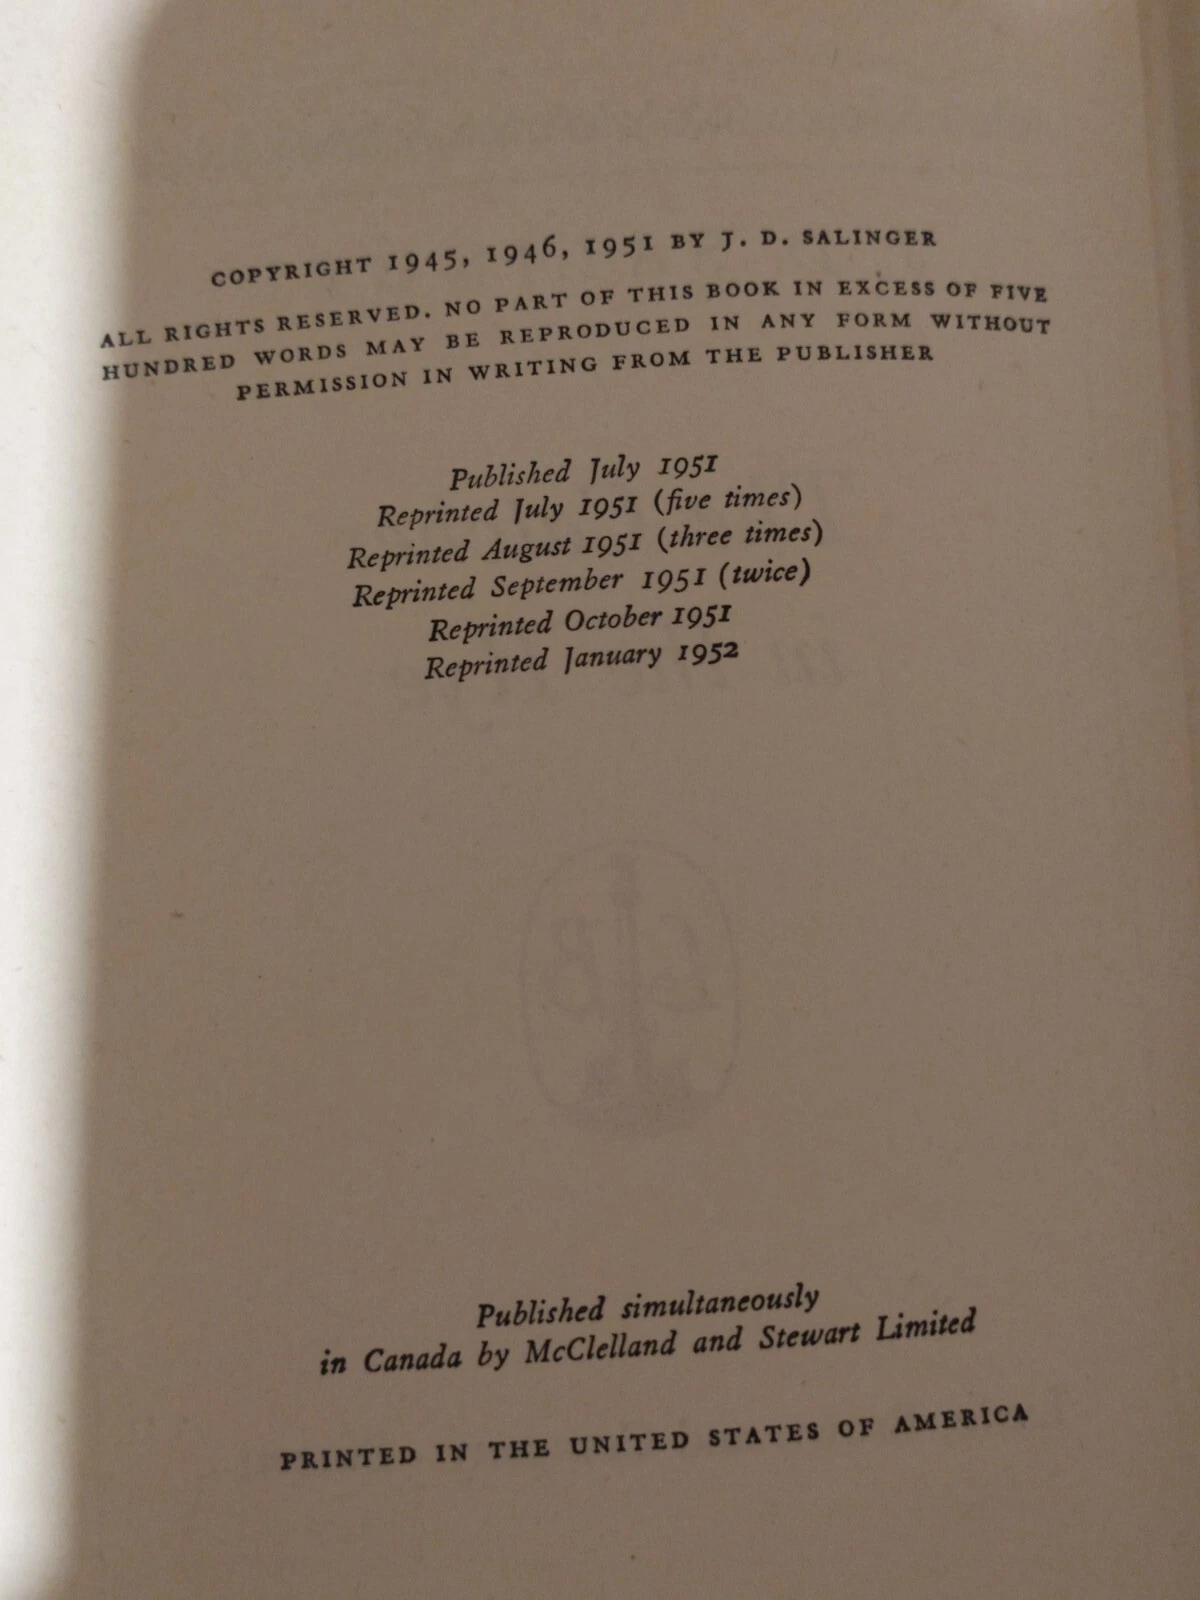 COPYRIGHT 1945, 1946, 1951 BY J. D. SALINGER
ALL RIGHTS RESERVED. NO PART OF THIS BOOK IN EXCESS OF FIVE
HUNDRED WORDS MAY BE REPRODUCED IN ANY FORM WITHOUT
PERMISSION IN WRITING FROM THE PUBLISHER
Published July 1951
Reprinted July 1951 (five times)
Reprinted August 1951 (three times)
Reprinted September 1951 (twice)
Reprinted October 1951
Reprinted January 1952
Published simultaneously
in Canada by McClelland and Stewart Limited
PRINTED IN THE UNITED STATES OF AMERICA